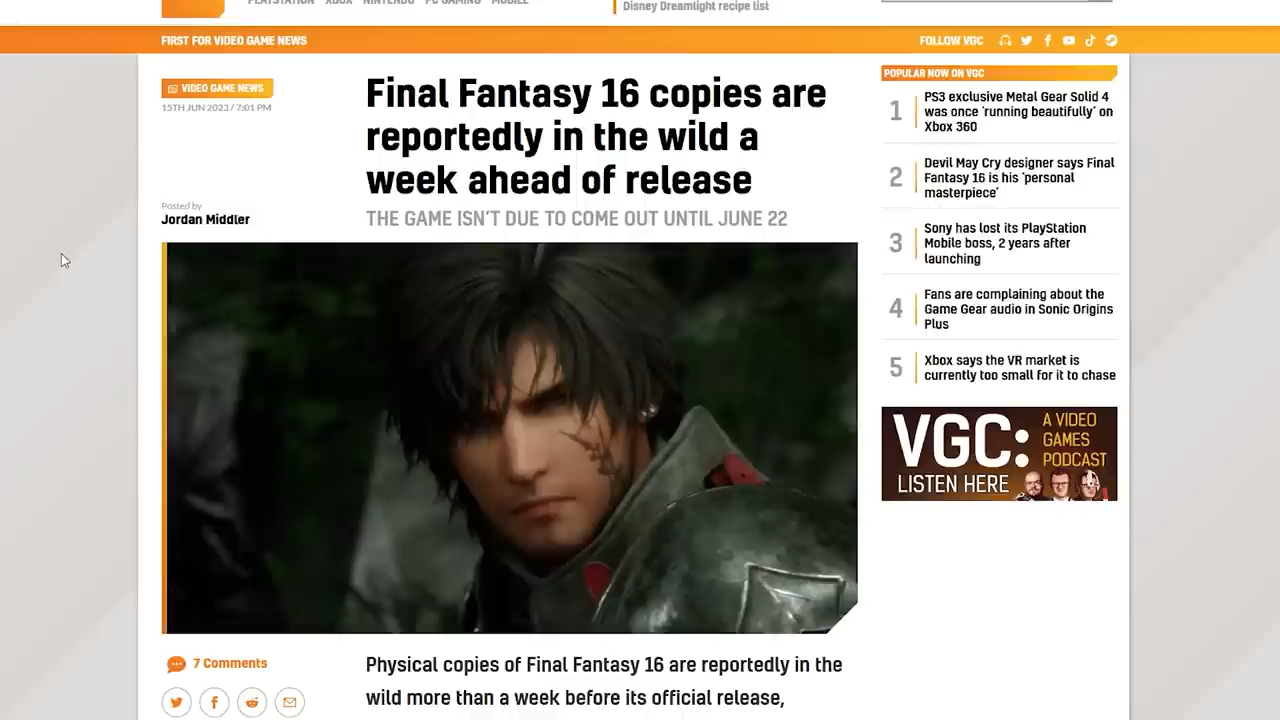 PLAYSTATION XBOX NINTENDO PC GAMING MOBILE
Disney Dreamlight recipe list
FIRST FOR VIDEO GAME NEWS
FOLLOW VGC
VIDEO GAME NEWS
15TH JUN 2023 / 7:01 PM
Posted by
Jordan Middler
Final Fantasy 16 copies are
reportedly in the wild a
week ahead of release
THE GAME ISN'T DUE TO COME OUT UNTIL JUNE 22
7 Comments
Physical copies of Final Fantasy 16 are reportedly in the
wild more than a week before its official release,
POPULAR NOW ON VGC
1
PS3 exclusive Metal Gear Solid 4
was once 'running beautifully' on
Xbox 360
2
Devil May Cry designer says Final
Fantasy 16 is his 'personal
masterpiece'
3
Sony has lost its PlayStation
Mobile boss, 2 years after
launching
4
Fans are complaining about the
Game Gear audio in Sonic Origins
Plus
5
Xbox says the VR market is
currently too small for it to chase
VGC:
A VIDEO
GAMES
PODCAST
LISTEN HERE